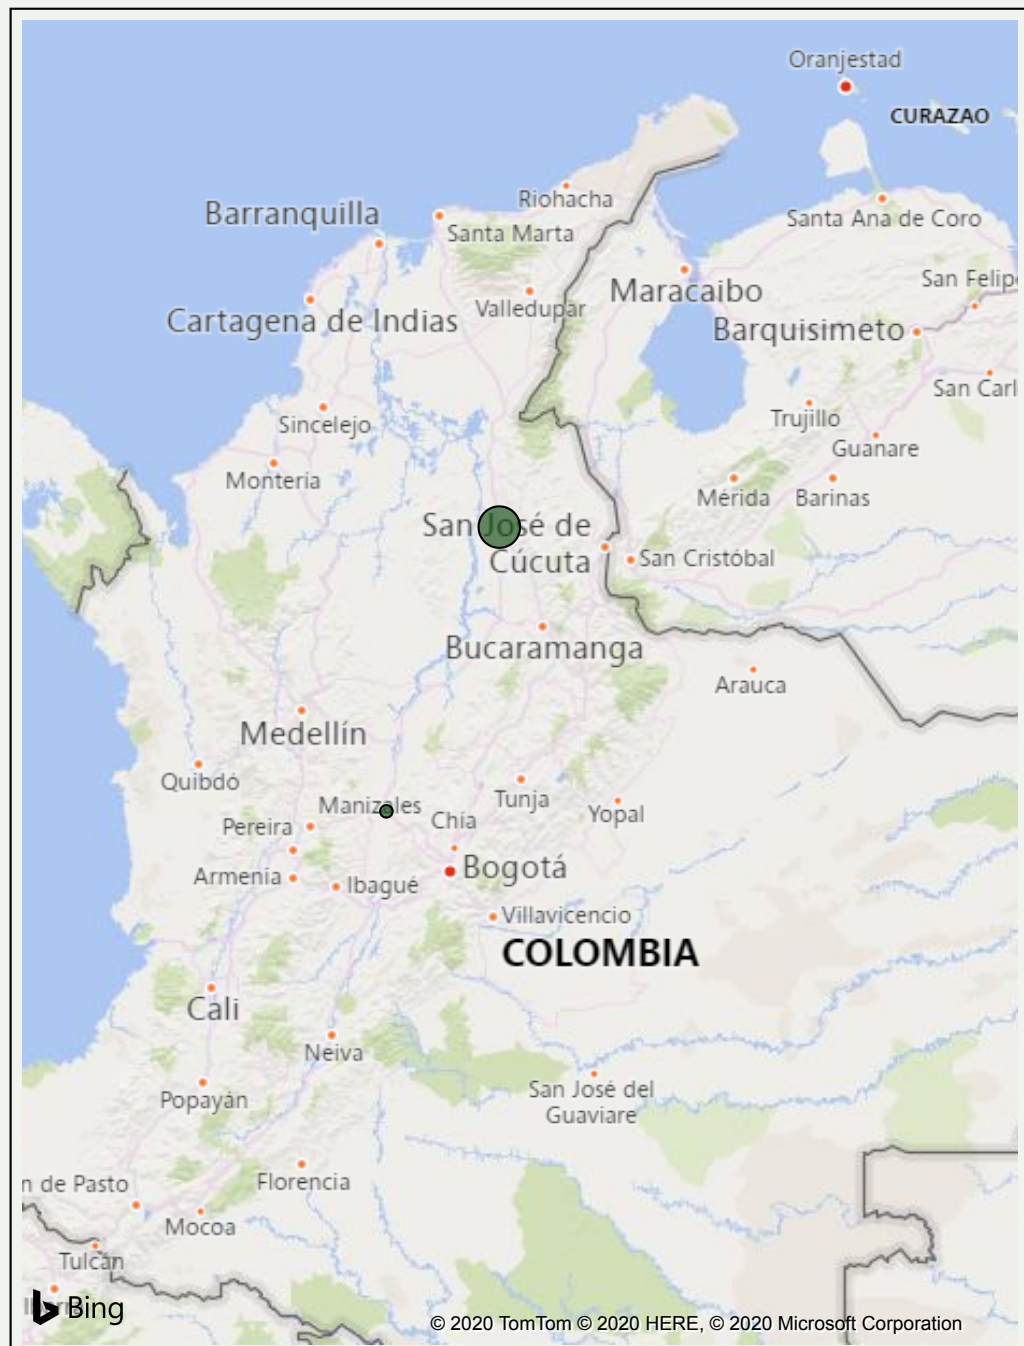 Oranjestad
CURAZAO
Riohacha
Barranquilla
Santa Marta
Santa Ana de Coro
San Felip
Valledupar
Maracaibo
Cartagena de Indias
Barquisimeto
San Carl
Sincelejo
Trujillo
Guanare
Montería
Mérida
Barinas
San José de
Cúcuta
San Cristóbal
Bucaramanga
Arauca
Medellín
Quibdó
Manizales
Chía
Tunja
Yopal
Pereira
Bogotá
Armenia
Ibagué
Villavicencio
COLOMBIA
Cali
Neiva
San José del
Guaviare
Popayán
Florencia
n de Pasto
Mocoa
Tulcán
Bing
© 2020 TomTom © 2020 HERE, © 2020 Microsoft Corporation